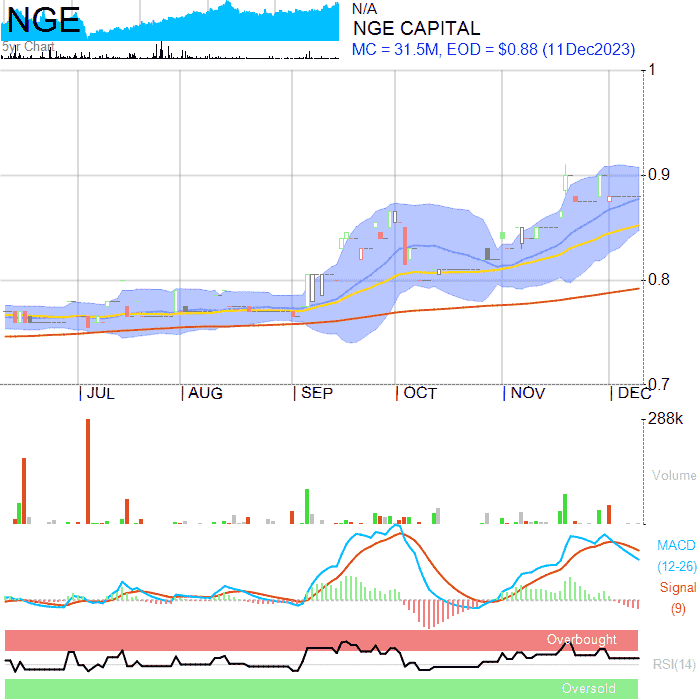 NGE
5yr Chart
N/A
NGE CAPITAL
MC = 31.5M, EOD = $0.88 (11Dec2023)
1
0.9
0.8
0.7
JUL AUG SEP OCT NOV DEC
288k
Volume
MACD
(12-26)
Signal
(9)
Overbought
RSI(14)
Oversold